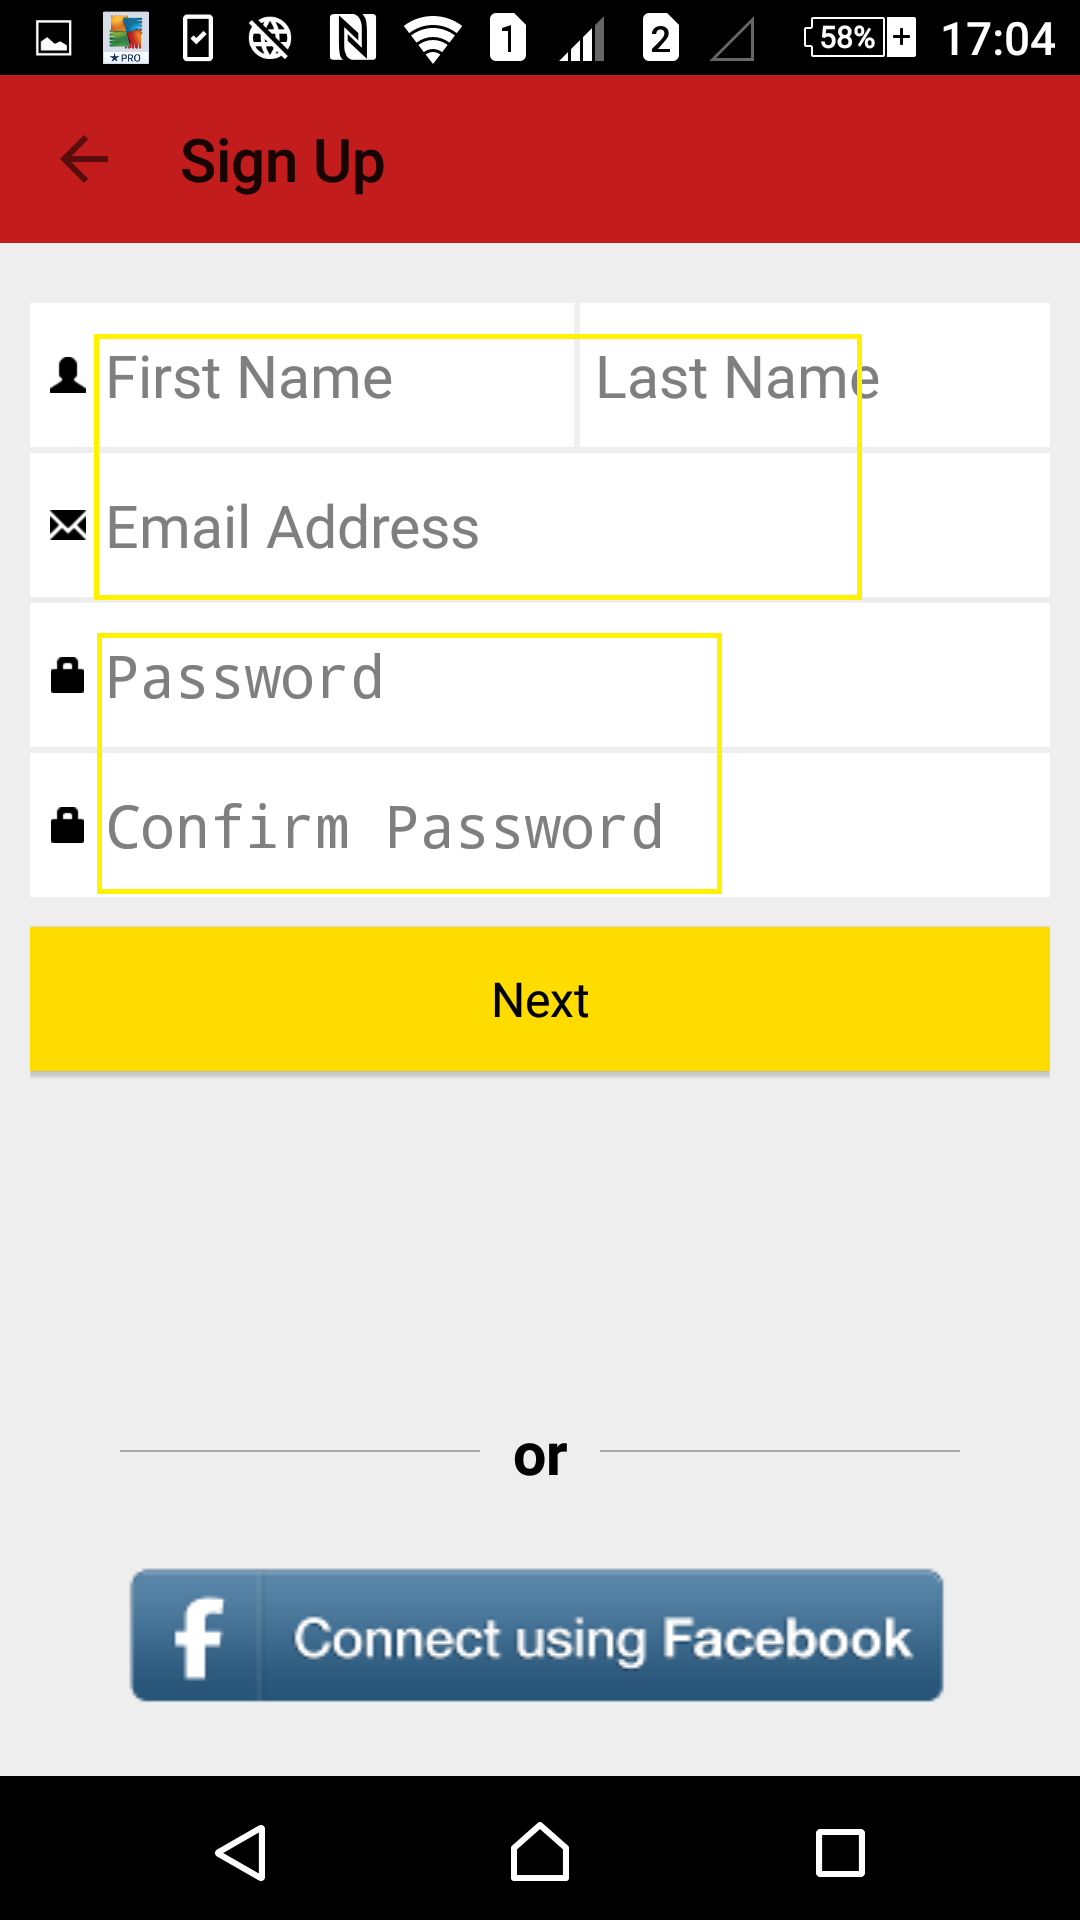 PRO 1 2 58% 17:04
Sign Up
First Name Last Name
Email Address
Password
Confirm Password
Next
or
f Connect using Facebook